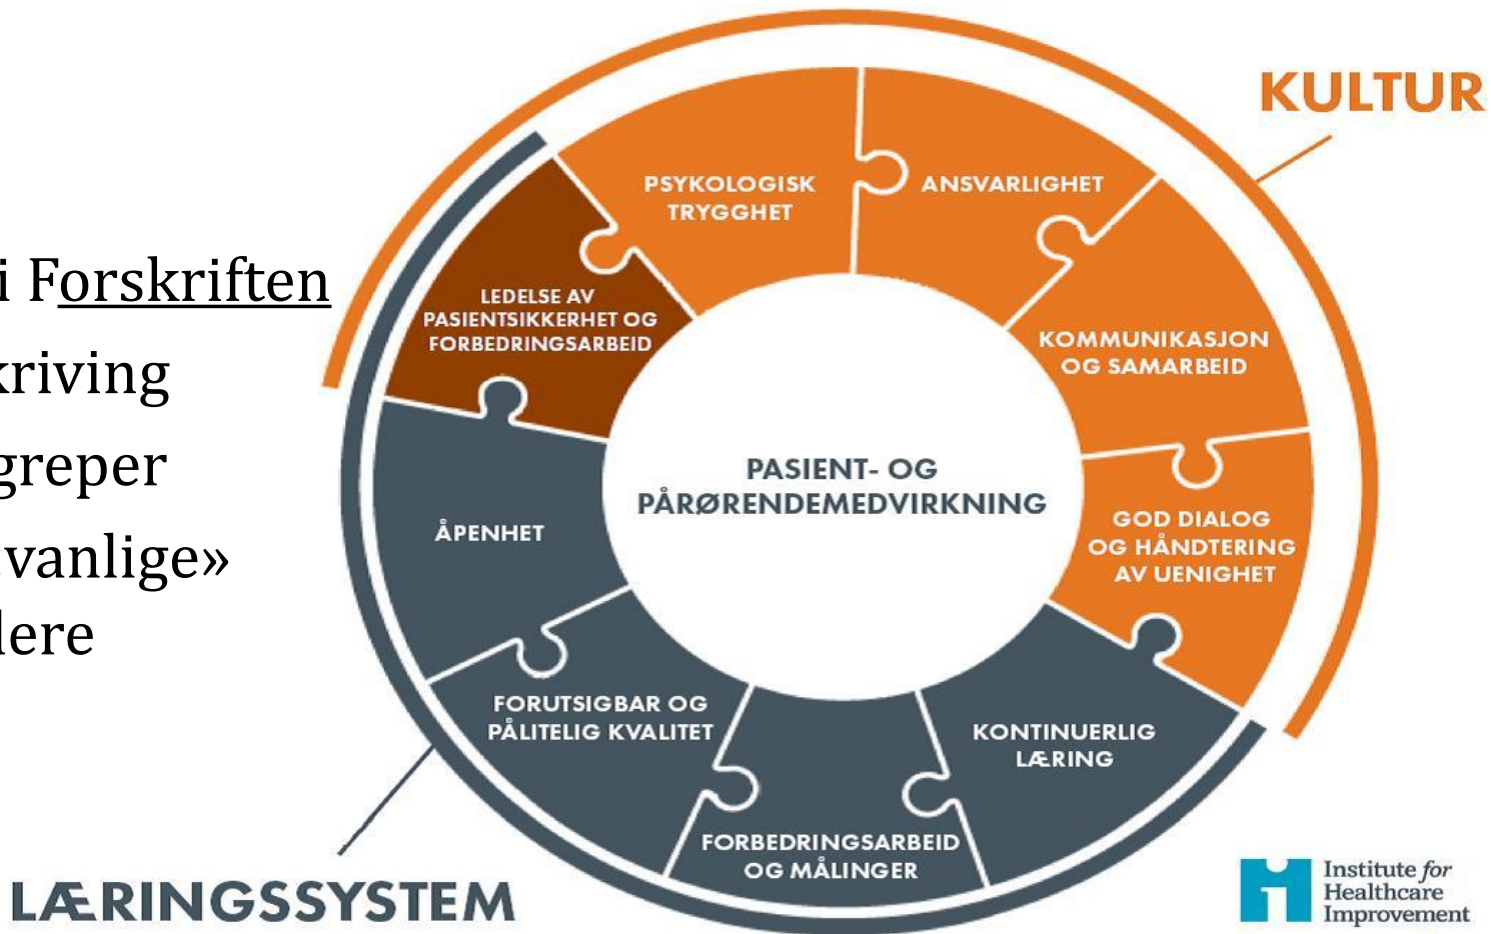 i Forskriften
kriving
greper
vanlige»
lere
KULTUR
PSYKOLOGISK
TRYGGHET
ANSVARLIGHET
LEDELSE AV
PASIENTSIKKERHET OG
FORBEDRINGSARBEID
KOMMUNIKASJON
OG SAMARBEID
PASIENT- OG
PÅRØRENDEMEDVIRKNING
ÅPENHET
GOD DIALOG
OG HÅNDTERING
AV UENIGHET
FORUTSIGBAR OG
PÅLITELIG KVALITET
KONTINUERLIG
LÆRING
FORBEDRINGSARBEID
OG MÅLINGER
LÆRINGSSYSTEM
Institute for
Healthcare
Improvement